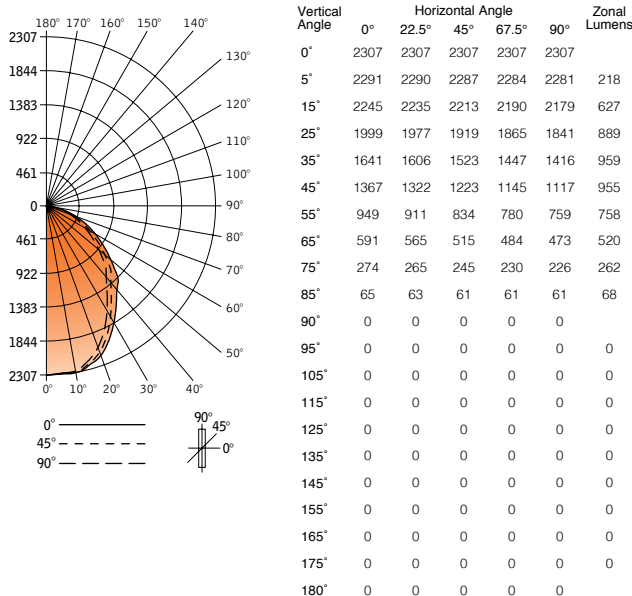 180° 170° 160° 150° 140°
2307
1844
1383
922
461
0
461
922
1383
1844
2307
130°
120°
110°
100°
90°
80°
70°
60°
50°
0° 10° 20° 30° 40°
0°
45°
90°
90°
45°
0°
Vertical Angle Horizontal Angle Zonal Lumens
0° 22.5° 45° 67.5° 90°
0° 2307 2307 2307 2307 2307
5° 2291 2290 2287 2284 2281 218
15° 2245 2235 2213 2190 2179 627
25° 1999 1977 1919 1865 1841 889
35° 1641 1606 1523 1447 1416 959
45° 1367 1322 1223 1145 1117 955
55° 949 911 834 780 759 758
65° 591 565 515 484 473 520
75° 274 265 245 230 226 262
85° 65 63 61 61 61 68
90° 0 0 0 0 0
95° 0 0 0 0 0 0
105° 0 0 0 0 0 0
115° 0 0 0 0 0 0
125° 0 0 0 0 0 0
135° 0 0 0 0 0 0
145° 0 0 0 0 0 0
155° 0 0 0 0 0 0
165° 0 0 0 0 0 0
175° 0 0 0 0 0 0
180° 0 0 0 0 0